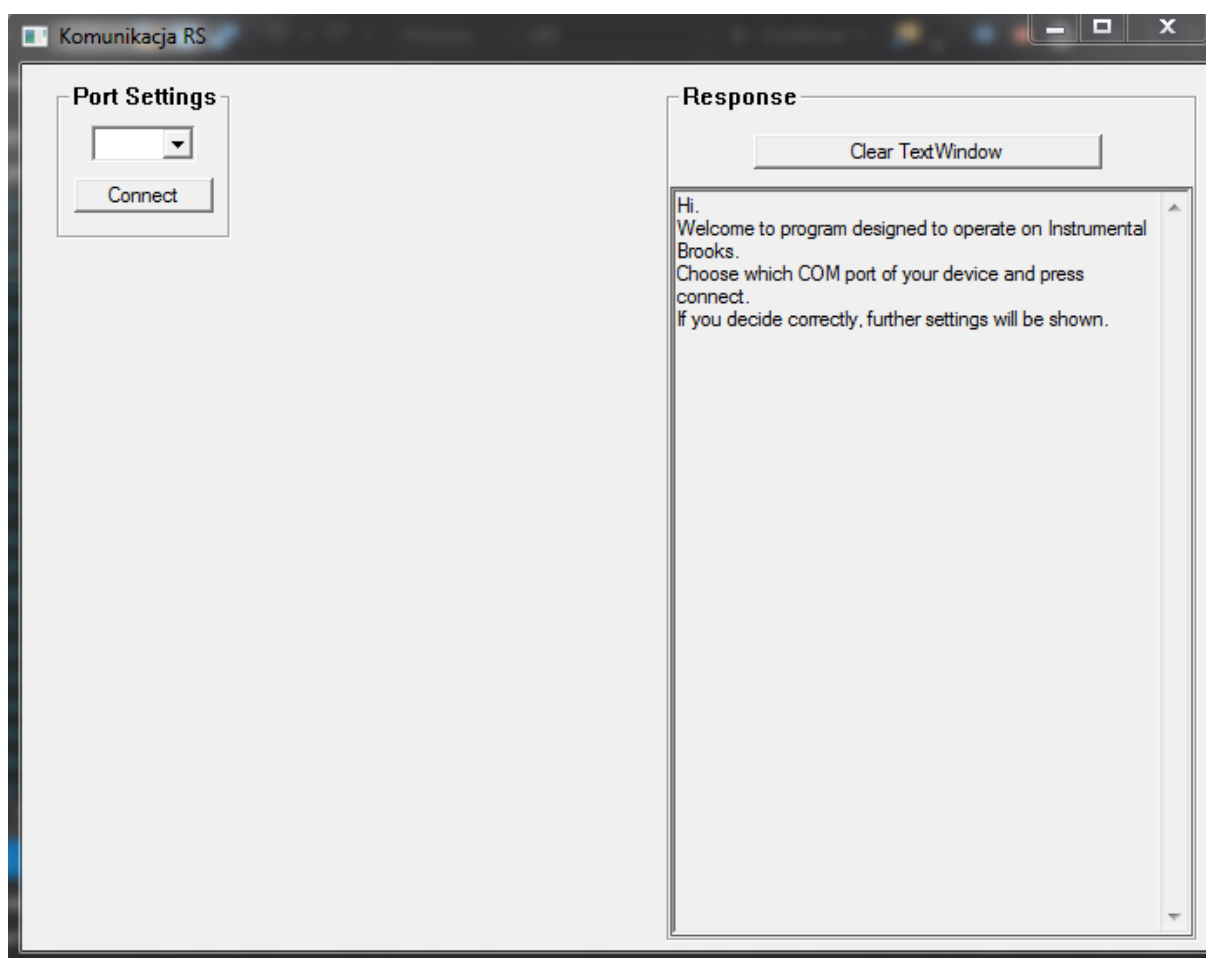 Komunikacja RS
Port Settings
Connect
Response
Clear TextWindow
Hi.
Welcome to program designed to operate on Instrumental
Brooks.
Choose which COM port of your device and press
connect.
If you decide correctly, further settings will be shown.